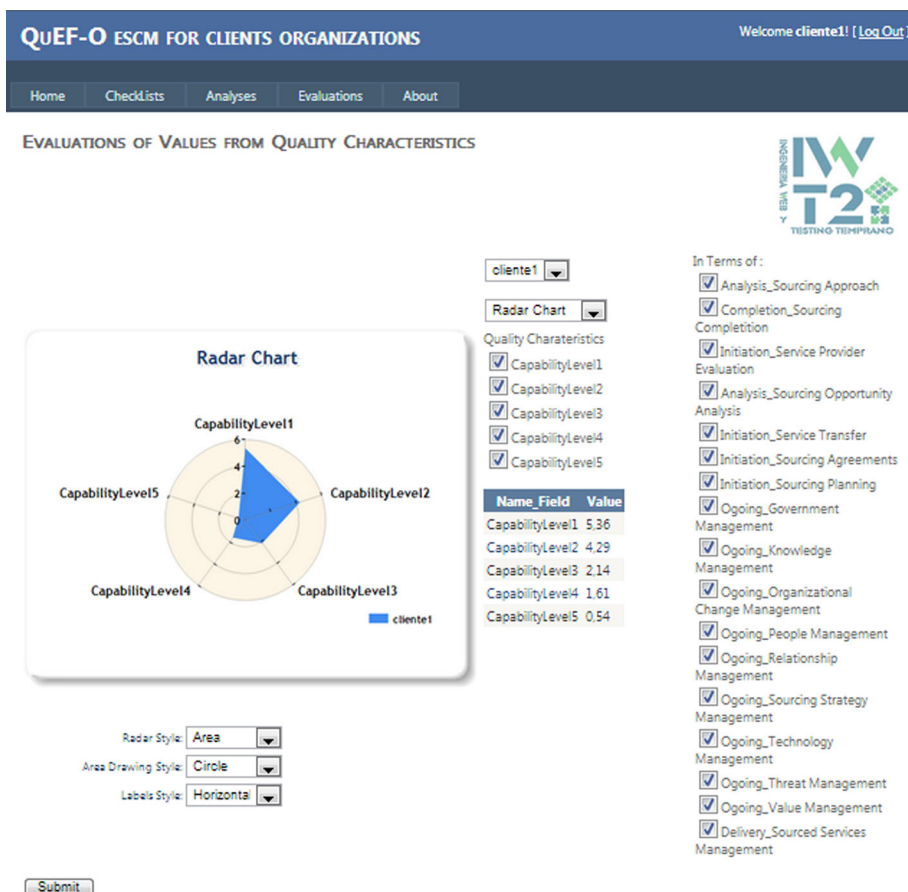 QuEF-O ESCM FOR CLIENTS ORGANIZATIONS
Welcome cliente1! [ Log Out ]
Home CheckLists Analyses Evaluations About
EVALUATIONS OF VALUES FROM QUALITY CHARACTERISTICS
INGENIERIA WEB Y
IW
T2
TESTING TEMPRANO
cliente1
Radar Chart
Quality Charateristics
CapabilityLevel1
CapabilityLevel2
CapabilityLevel3
CapabilityLevel4
CapabilityLevel5
Name_Field Value
CapabilityLevel1 5,36
CapabilityLevel2 4,29
CapabilityLevel3 2,14
CapabilityLevel4 1,61
CapabilityLevel5 0,54
Radar Chart
CapabilityLevel1
6
4
2
0
CapabilityLevel5
CapabilityLevel2
CapabilityLevel4
CapabilityLevel3
cliente1
Radar Style: Area
Area Drawing Style: Circle
Labels Style: Horizontal
Submit
In Terms of :
Analysis_Sourcing Approach
Completion_Sourcing
Completition
Initiation_Service Provider
Evaluation
Analysis_Sourcing Opportunity
Analysis
Initiation_Service Transfer
Initiation_Sourcing Agreements
Initiation_Sourcing Planning
Ogoing_Government
Management
Ogoing_Knowledge
Management
Ogoing_Organizational
Change Management
Ogoing_People Management
Ogoing_Relationship
Management
Ogoing_Sourcing Strategy
Management
Ogoing_Technology
Management
Ogoing_Threat Management
Ogoing_Value Management
Delivery_Sourced Services
Management